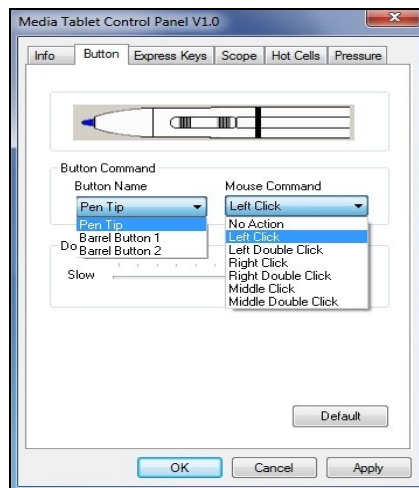 Media Tablet Control Panel V1.0
Info Button Express Keys Scope Hot Cells Pressure
Button Command
Button Name Mouse Command
Pen Tip Left Click
Pen Tip
Barrel Button 1
Barrel Button 2
No Action
Left Click
Left Double Click
Right Click
Right Double Click
Middle Click
Middle Double Click
Do
Slow
Default
OK Cancel Apply